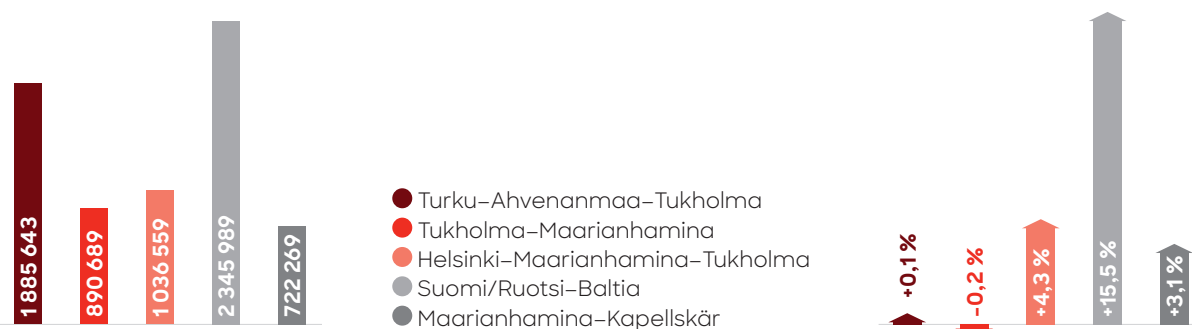 1 885 643
890 689
1 036 559
2 345 989
722 269
Turku–Ahvenanmaa–Tukholma
Tukholma–Maarianhamina
Helsinki–Maarianhamina–Tukholma
Suomi/Ruotsi–Baltia
Maarianhamina–Kapellskär
+0,1 %
-0,2 %
+4,3 %
+15,5 %
+3,1 %